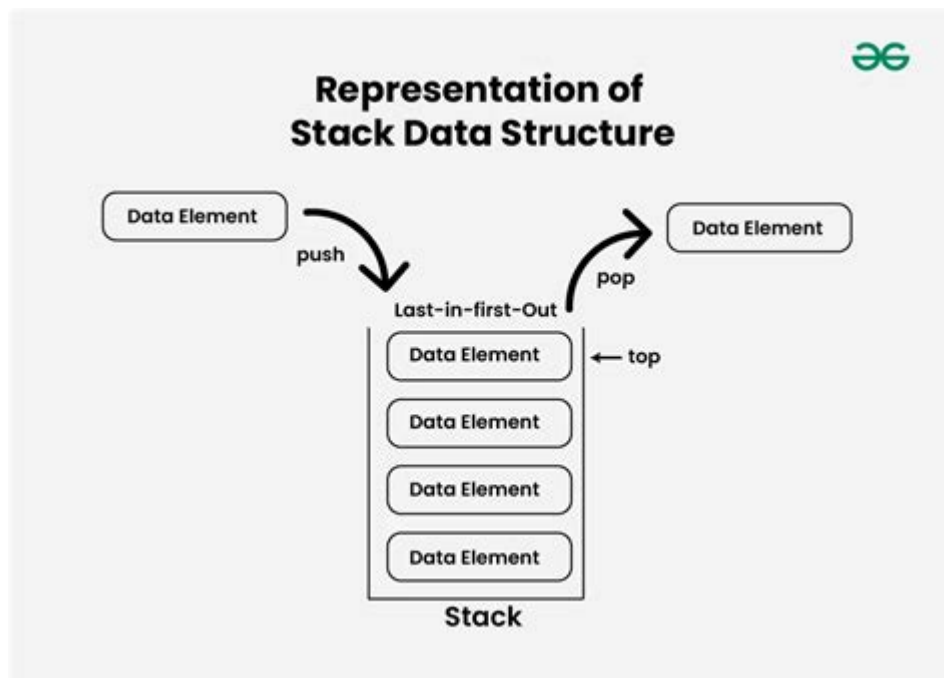 Representation of
Stack Data Structure
Data Element
push
Data Element
pop
Last-in-first-Out
Data Element
top
Data Element
Data Element
Data Element
Stack